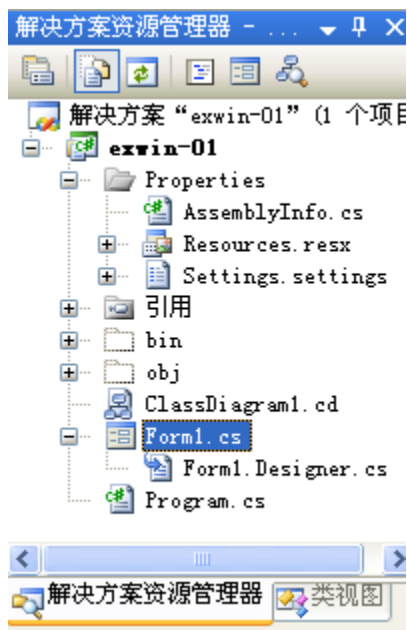 解决方案资源管理器 - ...
解决方案“exwin-01” (1 个项目
exwin-01
Properties
AssemblyInfo.cs
Resources.resx
Settings.settings
引用
bin
obj
ClassDiagram1.cd
Form1.cs
Form1.Designer.cs
Program.cs
解决方案资源管理器 类视图